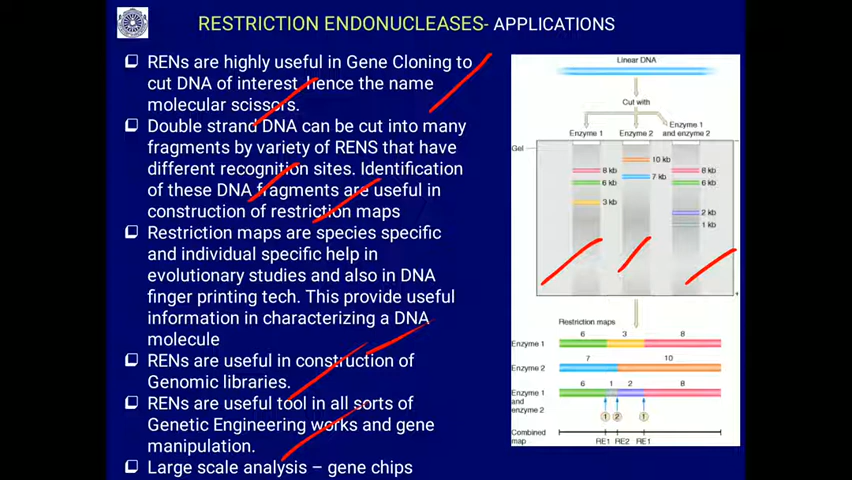 RESTRICTION ENDONUCLEASES- APPLICATIONS
RENs are highly useful in Gene Cloning to
cut DNA of interest hence the name
molecular scissors.
Double strand DNA can be cut into many
fragments by variety of RENS that have
different recognition sites. Identification
of these DNA fragments are useful in
construction of restriction maps
Restriction maps are species specific
and individual specific help in
evolutionary studies and also in DNA
finger printing tech. This provide useful
information in characterizing a DNA
molecule
RENs are useful in construction of
Genomic libraries.
RENs are useful tool in all sorts of
Genetic Engineering works and gene
manipulation.
Large scale analysis – gene chips
Linear DNA
Cut with
Enzyme 1
Enzyme 2
Enzyme 1
and enzyme 2
Gel
10 kb
8 kb
8 kb
7 kb
6 kb
6 kb
3 kb
2 kb
1 kb
Restriction maps
6 3 8
Enzyme 1
7 10
Enzyme 2
6 1 2 8
Enzyme 1
and
enzyme 2
1 2 1
Combined
map
RE1 RE2 RE1